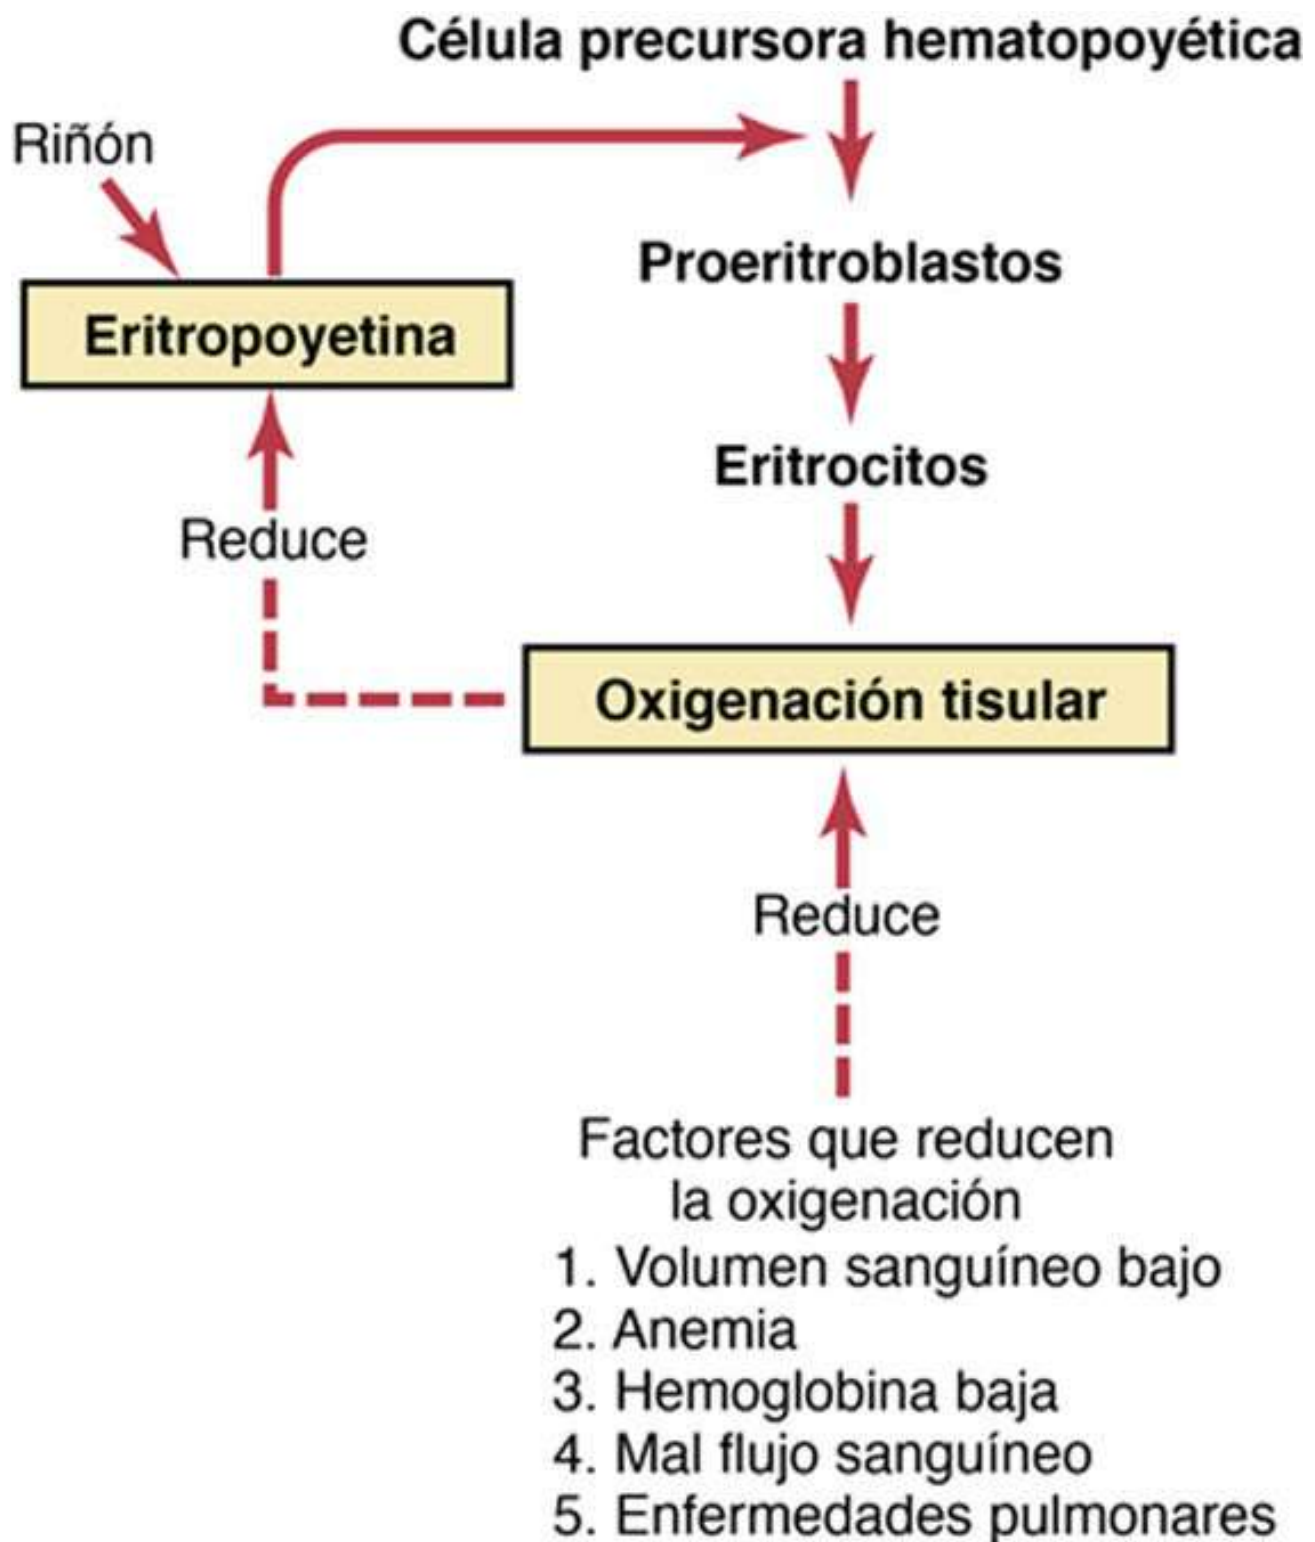 Célula precursora hematopoyética
Riñón
Proeritroblastos
Eritropoyetina
Eritrocitos
Reduce
Oxigenación tisular
Reduce
Factores que reducen
la oxigenación
1. Volumen sanguíneo bajo
2. Anemia
3. Hemoglobina baja
4. Mal flujo sanguíneo
5. Enfermedades pulmonares